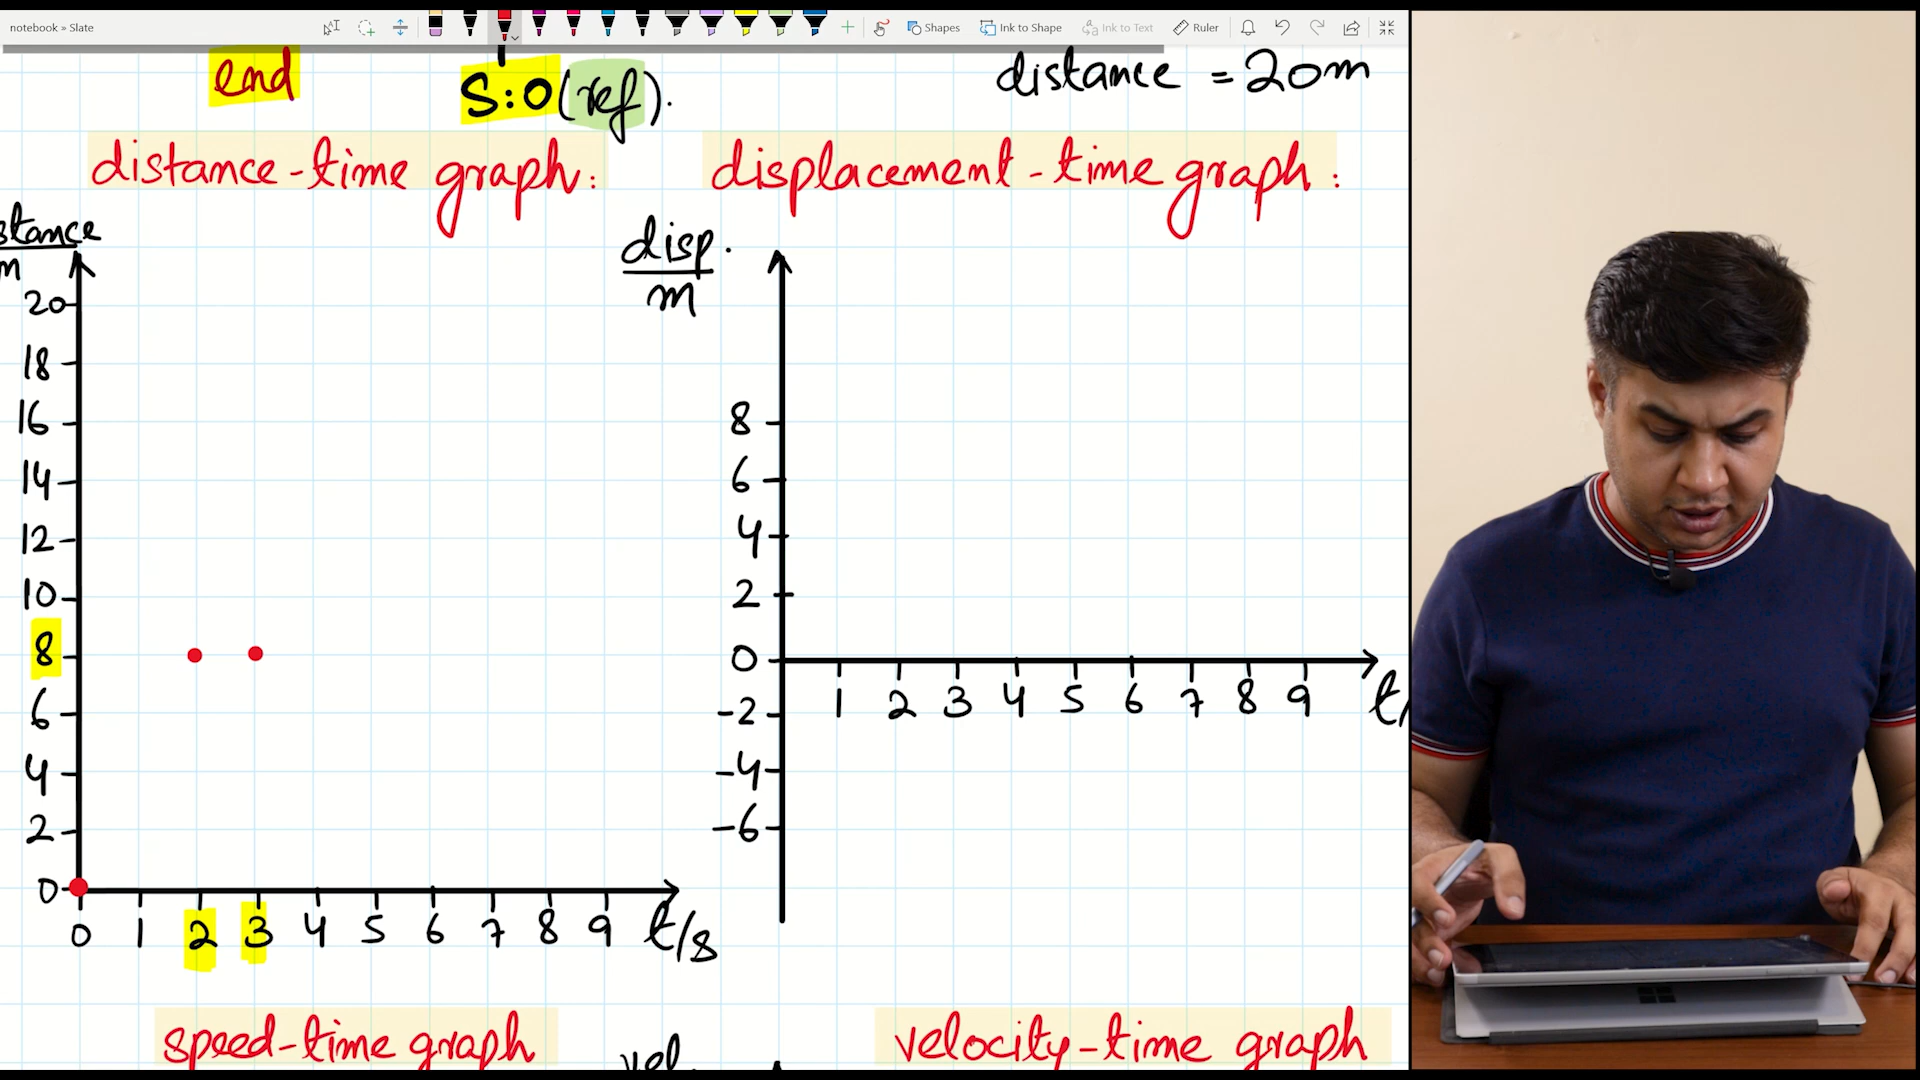 notebook » Slate
Shapes
Ink to Shape
Ink to Text
Ruler
end
S:0 (ref).
distance = 20m
distance-time graph:
displacement-time graph:
stance
m
20
18
16
14
12
10
8
6
4
2
0
0 1 2 3 4 5 6 7 8 9 t/s
disp.
m
8
6
4
2
0
-2
-4
-6
1 2 3 4 5 6 7 8 9 t/
speed-time graph
vel.
velocity-time graph